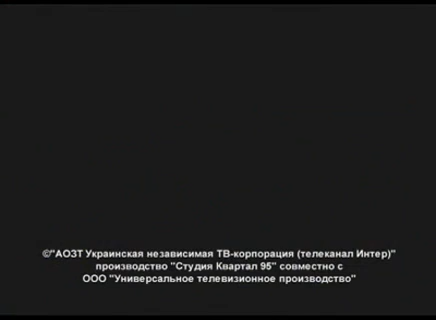 ©"АОЗТ Украинская независимая ТВ-корпорация (телеканал Интер)"
производство "Студия Квартал 95" совместно с
ООО "Универсальное телевизионное производство"